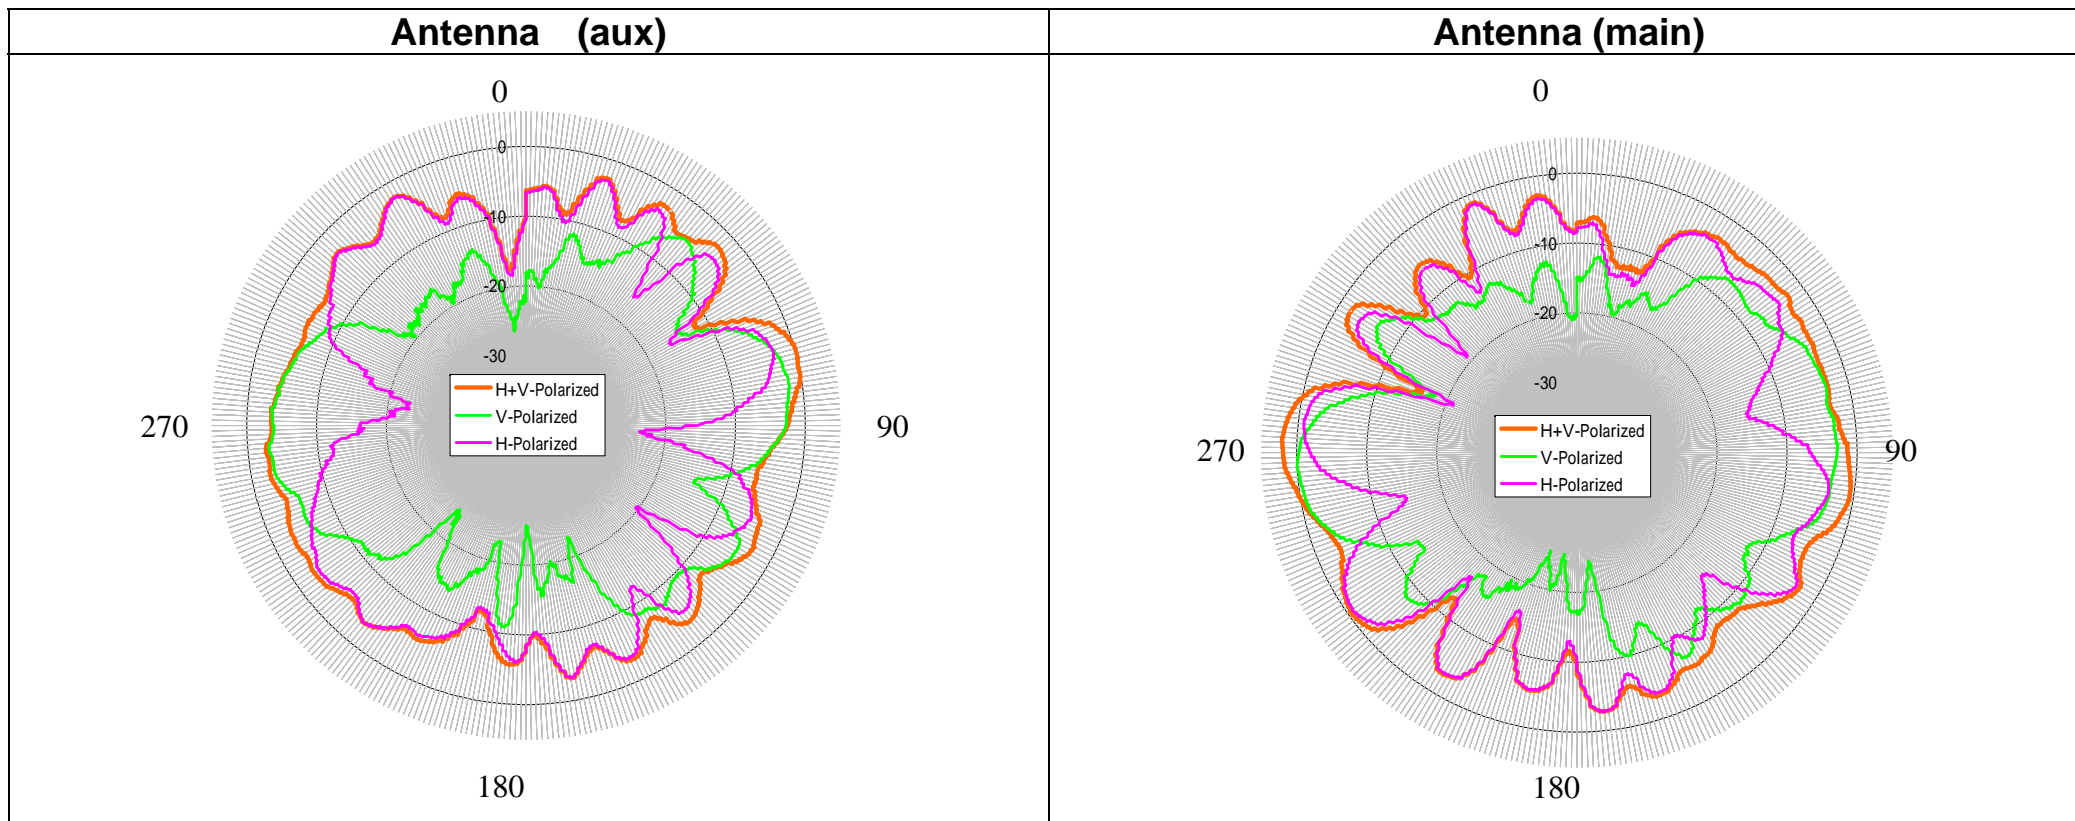 Antenna (aux)
Antenna (main)
0
0
-10
-20
-30
H+V-Polarized
V-Polarized
H-Polarized
270
90
180
0
0
-10
-20
-30
H+V-Polarized
V-Polarized
H-Polarized
270
90
180